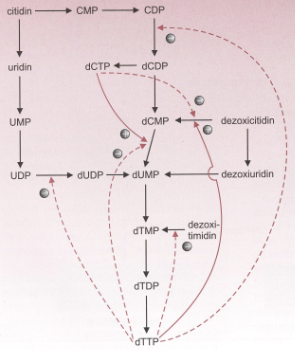 citidin CMP CDP
uridin dCTP dCDP
UMP dCMP dezoxicitidin
UDP dUDP dUMP dezoxiuridin
dTMP dezoxi-
timidin
dTDP
dTTP